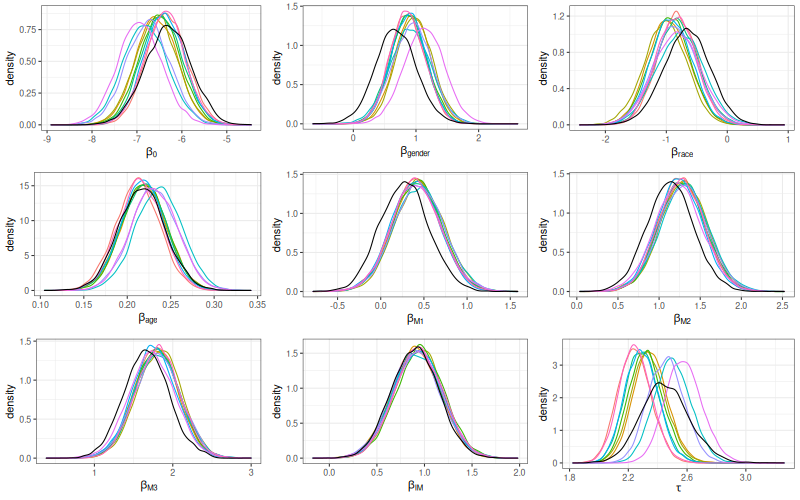 density
0.75
0.50
0.25
0.00
-9 -8 -7 -6 -5
β0
density
1.5
1.0
0.5
0.0
0 1 2
βgender
density
1.2
0.8
0.4
0.0
-2 -1 0 1
βrace
density
15
10
5
0
0.10 0.15 0.20 0.25 0.30 0.35
βage
density
1.5
1.0
0.5
0.0
-0.5 0.0 0.5 1.0 1.5
βM1
density
1.5
1.0
0.5
0.0
0.0 0.5 1.0 1.5 2.0 2.5
βM2
density
1.5
1.0
0.5
0.0
1 2 3
βM3
density
1.5
1.0
0.5
0.0
0.0 0.5 1.0 1.5 2.0
βIM
density
3
2
1
0
1.8 2.2 2.6 3.0
τ